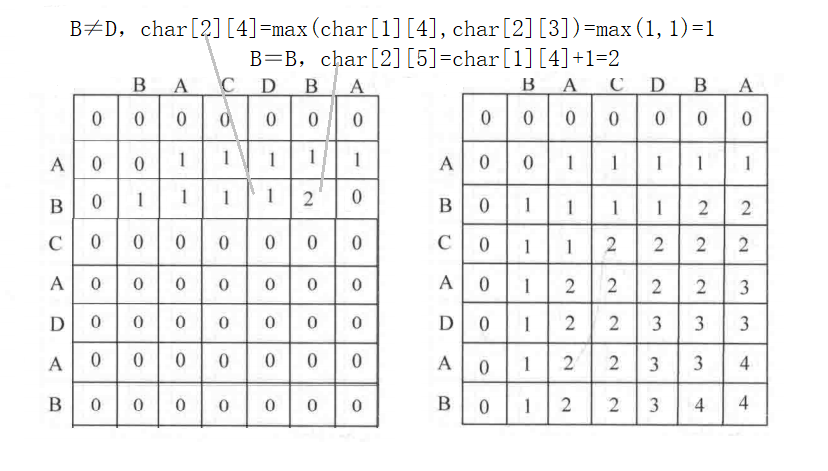 B≠D, char[2][4]=max(char[1][4],char[2][3])=max(1,1)=1
B=B, char[2][5]=char[1][4]+1=2
B A C D B A
0 0 0 0 0 0 0
A 0 0 1 1 1 1 1
B 0 1 1 1 1 2 0
C 0 0 0 0 0 0 0
A 0 0 0 0 0 0 0
D 0 0 0 0 0 0 0
A 0 0 0 0 0 0 0
B 0 0 0 0 0 0 0
B A C D B A
0 0 0 0 0 0 0
A 0 0 1 1 1 1 1
B 0 1 1 1 1 2 2
C 0 1 1 2 2 2 2
A 0 1 2 2 2 2 3
D 0 1 2 2 3 3 3
A 0 1 2 2 3 3 4
B 0 1 2 2 3 4 4